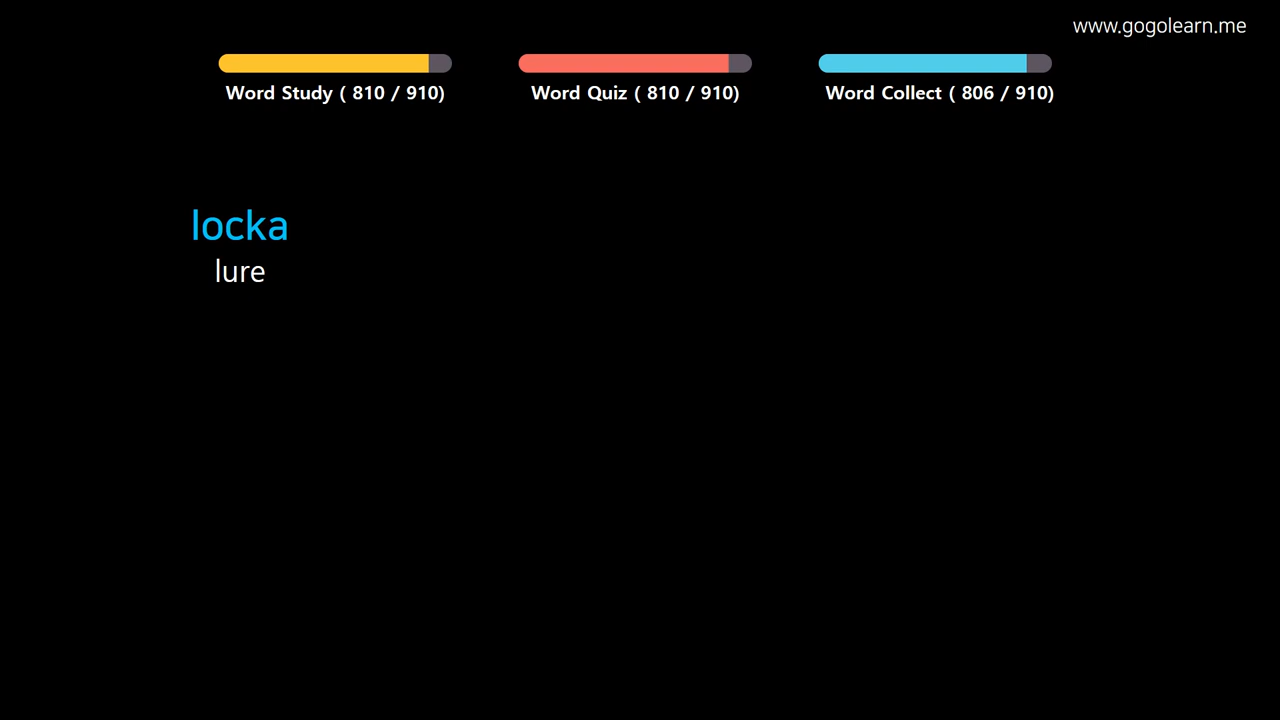 www.gogolearn.me
Word Study ( 810 / 910)
Word Quiz ( 810 / 910)
Word Collect ( 806 / 910)
locka
lure